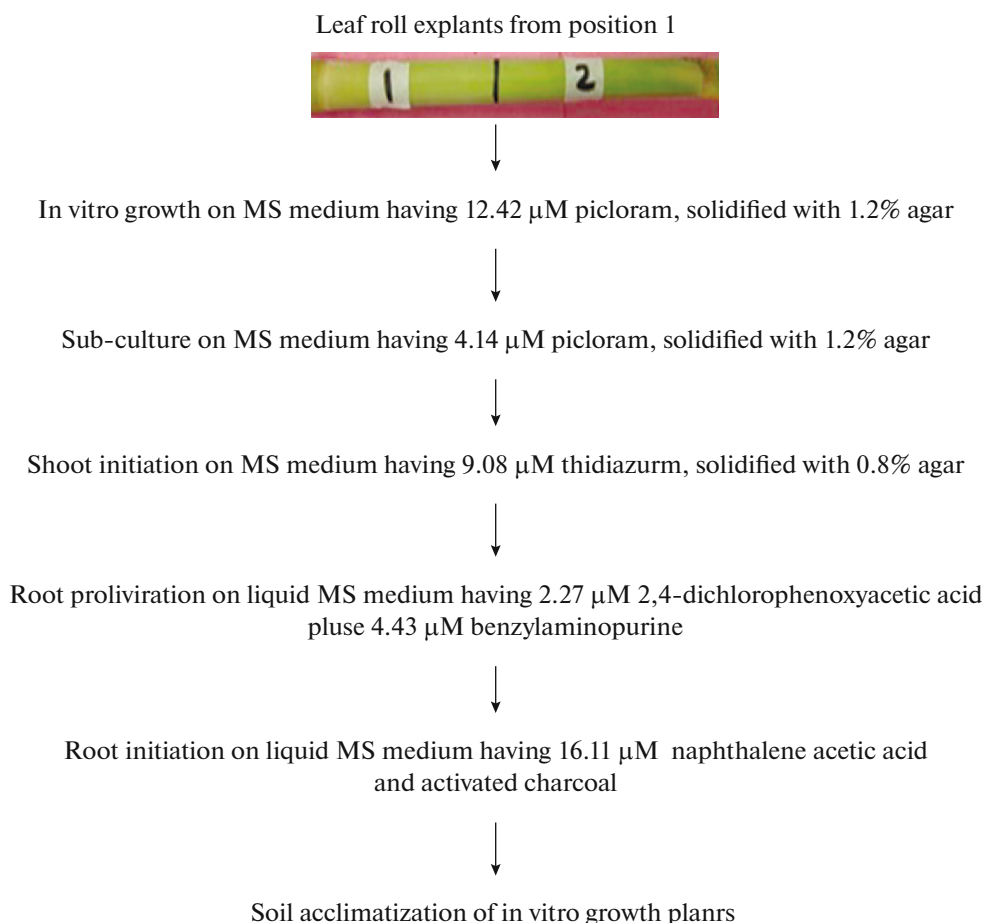 Leaf roll explants from position 1
1 2
In vitro growth on MS medium having 12.42 μM picloram, solidified with 1.2% agar
Sub-culture on MS medium having 4.14 μM picloram, solidified with 1.2% agar
Shoot initiation on MS medium having 9.08 μM thidiazurm, solidified with 0.8% agar
Root proliviration on liquid MS medium having 2.27 μM 2,4-dichlorophenoxyacetic acid
pluse 4.43 μM benzylaminopurine
Root initiation on liquid MS medium having 16.11 μM naphthalene acetic acid
and activated charcoal
Soil acclimatization of in vitro growth planrs